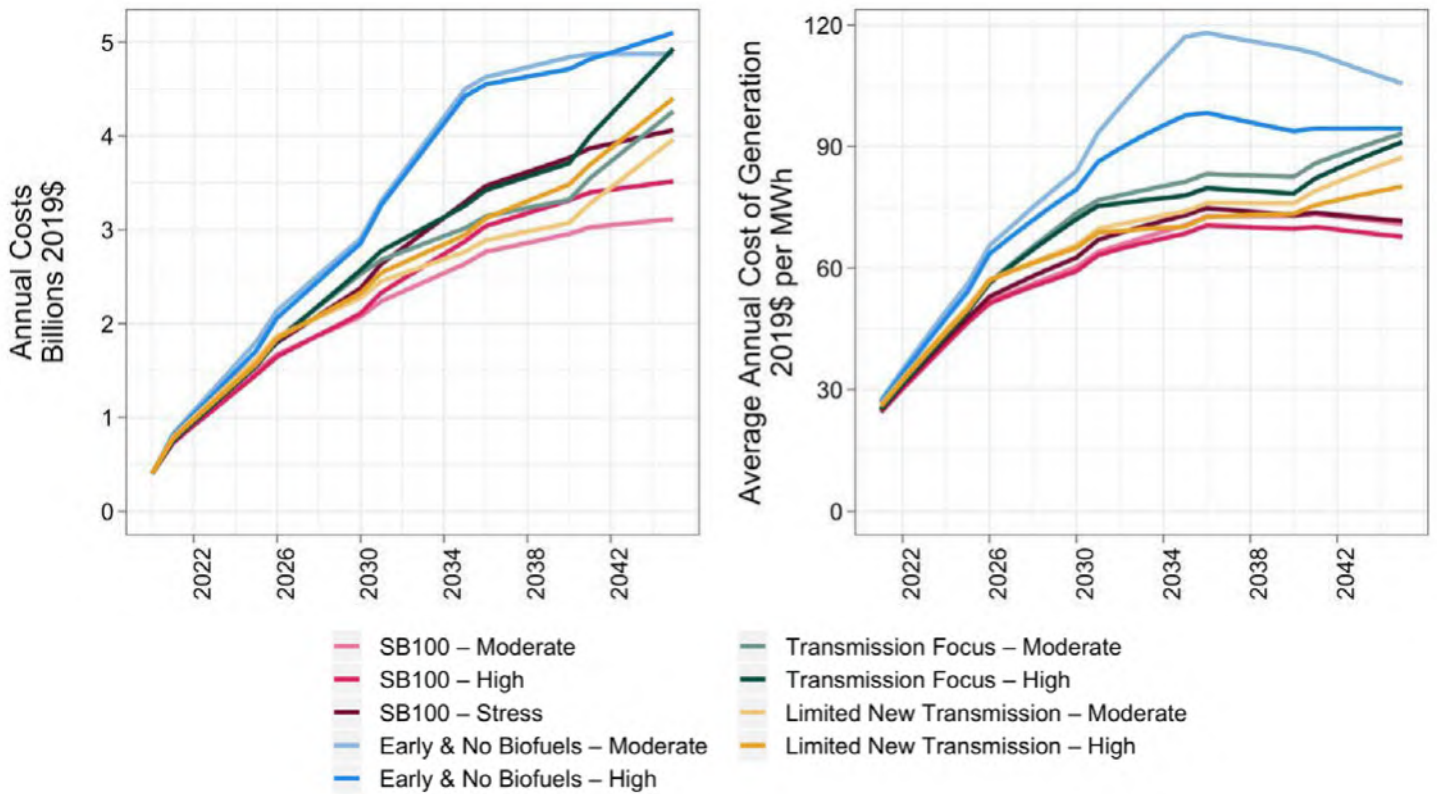 Annual Costs
Billions 2019$
5
4
3
2
1
0
2022
2026
2030
2034
2038
2042
Average Annual Cost of Generation
2019$ per MWh
120
90
60
30
0
2022
2026
2030
2034
2038
2042
SB100 – Moderate
SB100 – High
SB100 – Stress
Early & No Biofuels – Moderate
Early & No Biofuels – High
Transmission Focus – Moderate
Transmission Focus – High
Limited New Transmission – Moderate
Limited New Transmission – High